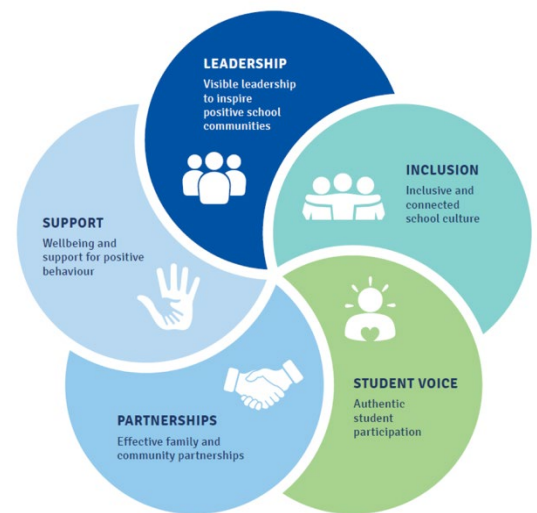 LEADERSHIP
Visible leadership
to inspire
positive school
communities
INCLUSION
Inclusive and
connected
school culture
STUDENT VOICE
Authentic
student
participation
PARTNERSHIPS
Effective family and
community partnerships
SUPPORT
Wellbeing and
support for positive
behaviour